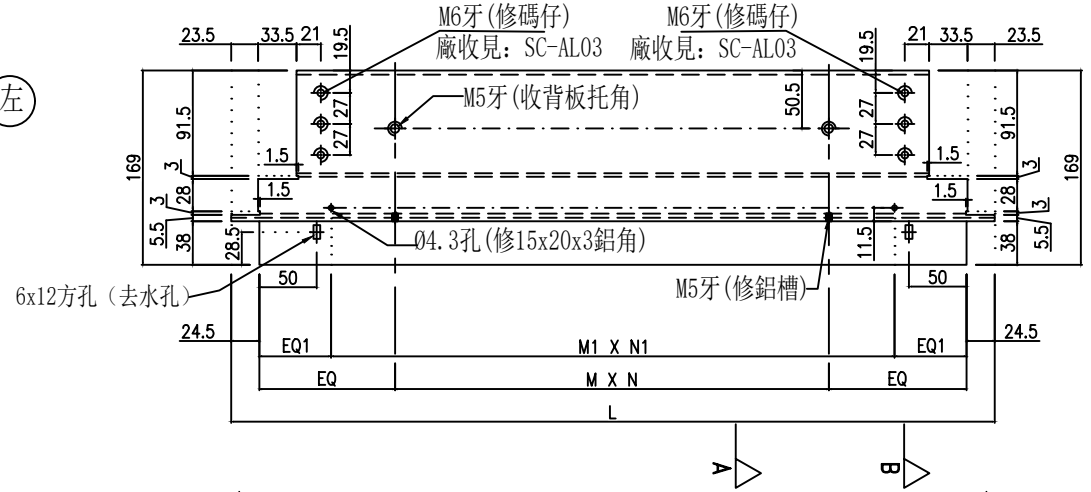 M6牙(修碼仔)
廠收見: SC-AL03
M6牙(修碼仔)
廠收見: SC-AL03
23.5
33.5
21
19.5
19.5
21
33.5
23.5
左
M5牙(收背板托角)
50.5
27
27
27
27
91.5
91.5
169
169
1.5
1.5
3
3
28
28
1.5
1.5
3
3
5.5
5.5
38
38
28.5
11.5
Ø4.3孔(修15x20x3鋁角)
6x12方孔（去水孔）
M5牙(修鋁槽)
50
50
24.5
24.5
EQ1
M1 X N1
EQ1
EQ
M X N
EQ
L
A
B